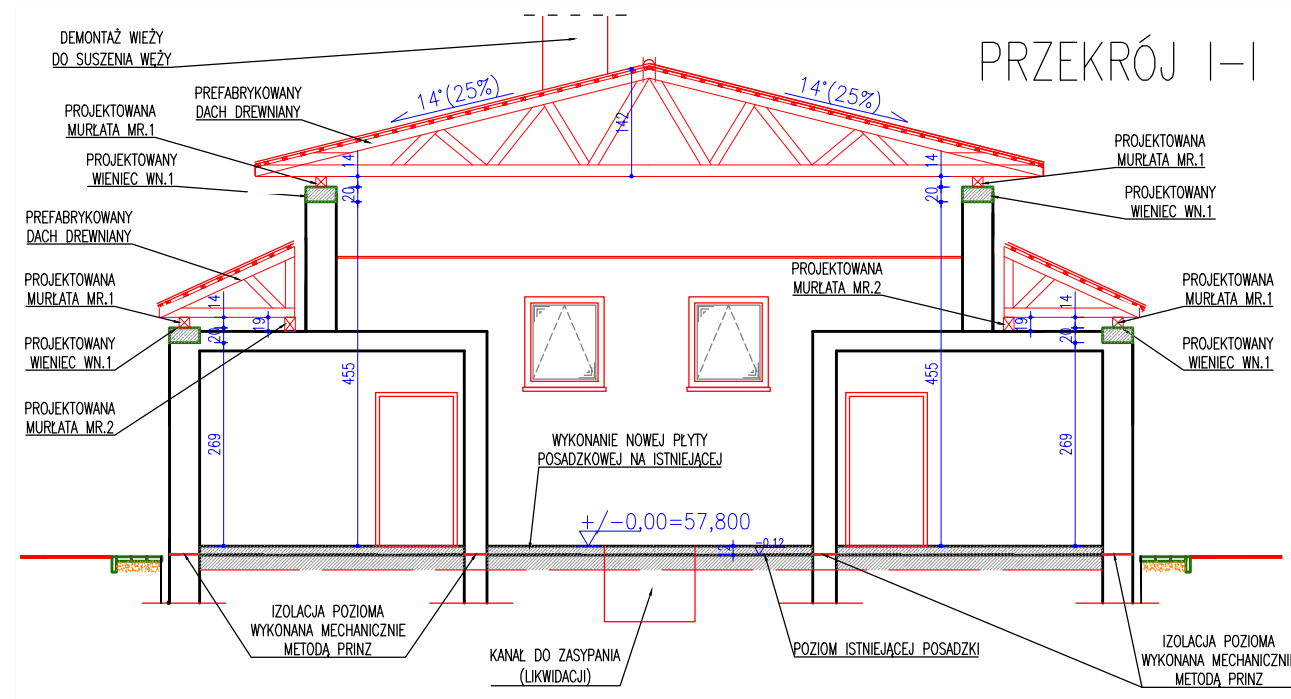 DEMONTAŻ WIEŻY
DO SUSZENIA WĘŻY
PRZEKRÓJ I-I
14°(25%)
14°(25%)
PREFABRYKOWANY
DACH DREWNIANY
PROJEKTOWANA
MURŁATA MR.1
PROJEKTOWANY
WIENIEC WN.1
142
14
20
14
20
PROJEKTOWANA
MURŁATA MR.1
PROJEKTOWANY
WIENIEC WN.1
PREFABRYKOWANY
DACH DREWNIANY
PROJEKTOWANA
MURŁATA MR.1
PROJEKTOWANY
WIENIEC WN.1
PROJEKTOWANA
MURŁATA MR.2
14
20
19
269
455
PROJEKTOWANA
MURŁATA MR.2
PROJEKTOWANA
MURŁATA MR.1
PROJEKTOWANY
WIENIEC WN.1
14
20
19
455
269
WYKONANIE NOWEJ PŁYTY
POSADZKOWEJ NA ISTNIEJĄCEJ
+/-0,00=57,800
-0.12
IZOLACJA POZIOMA
WYKONANA MECHANICZNIE
METODĄ PRINZ
KANAŁ DO ZASYPANIA
(LIKWIDACJI)
POZIOM ISTNIEJĄCEJ POSADZKI
IZOLACJA POZIOMA
WYKONANA MECHANICZNI
METODĄ PRINZ